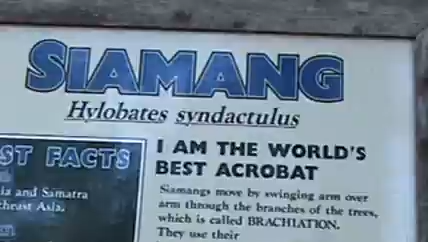 SIAMANG
Hylobates syndactulus
ST FACTS
ia and Sumatra
heast Asia.
I AM THE WORLD'S
BEST ACROBAT
Siamangs move by swinging arm over
arm through the branches of the trees,
which is called BRACHIATION.
They use their